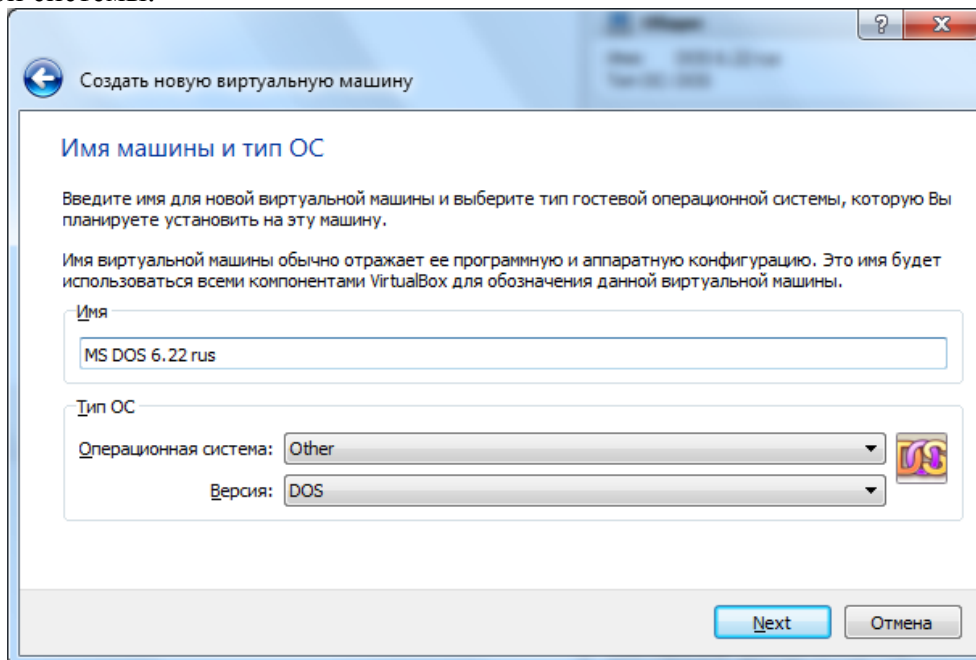 Создать новую виртуальную машину
Имя машины и тип ОС
Введите имя для новой виртуальной машины и выберите тип гостевой операционной системы, которую Вы
планируете установить на эту машину.
Имя виртуальной машины обычно отражает ее программную и аппаратную конфигурацию. Это имя будет
использоваться всеми компонентами VirtualBox для обозначения данной виртуальной машины.
Имя
MS DOS 6.22 rus
Тип ОС
Операционная система: Other
DOS
Версия: DOS
Next Отмена